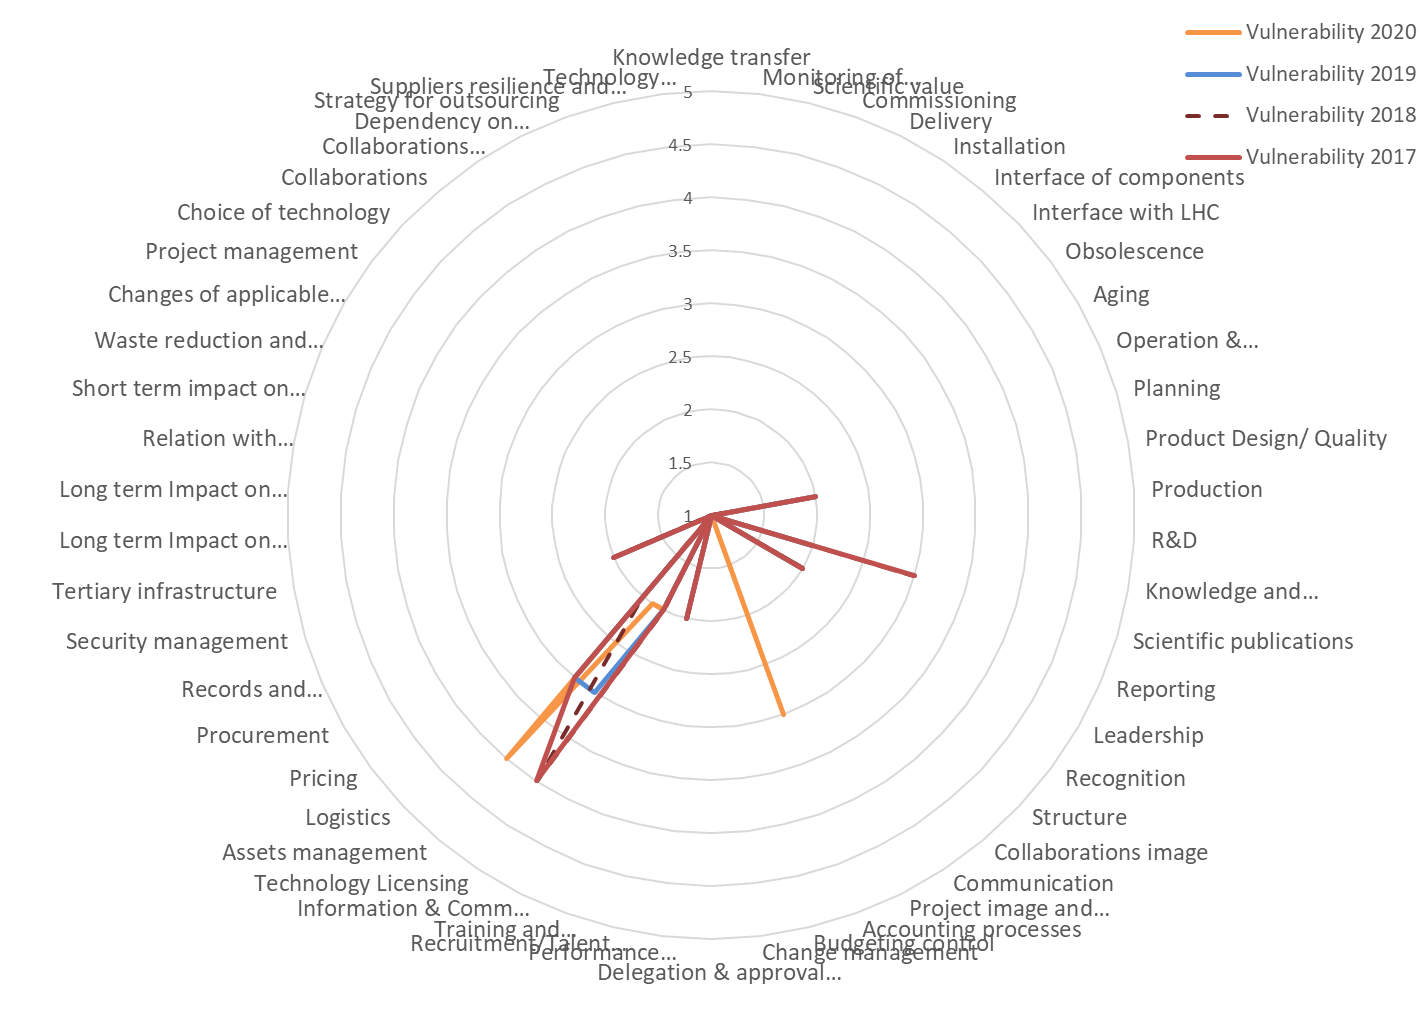 Vulnerability 2020
Vulnerability 2019
Vulnerability 2018
Vulnerability 2017
Knowledge transfer
Monitoring of...
Scientific value
Commissioning
Delivery
Installation
Interface of components
Interface with LHC
Obsolescence
Aging
Operation &...
Planning
Product Design/ Quality
Production
R&D
Knowledge and...
Scientific publications
Reporting
Leadership
Recognition
Structure
Collaborations image
Communication
Project image and...
Accounting processes
Budgeting control
Change management
Delegation & approval...
Performance...
Recruitment/Talent...
Training and...
Information & Comm...
Technology Licensing
Assets management
Logistics
Pricing
Procurement
Records and...
Security management
Tertiary infrastructure
Long term Impact on...
Long term Impact on...
Relation with...
Short term impact on...
Waste reduction and...
Changes of applicable...
Project management
Choice of technology
Collaborations
Collaborations...
Dependency on...
Strategy for outsourcing
Suppliers resilience and...
Technology...
5
4.5
4
3.5
3
2.5
2
1.5
1